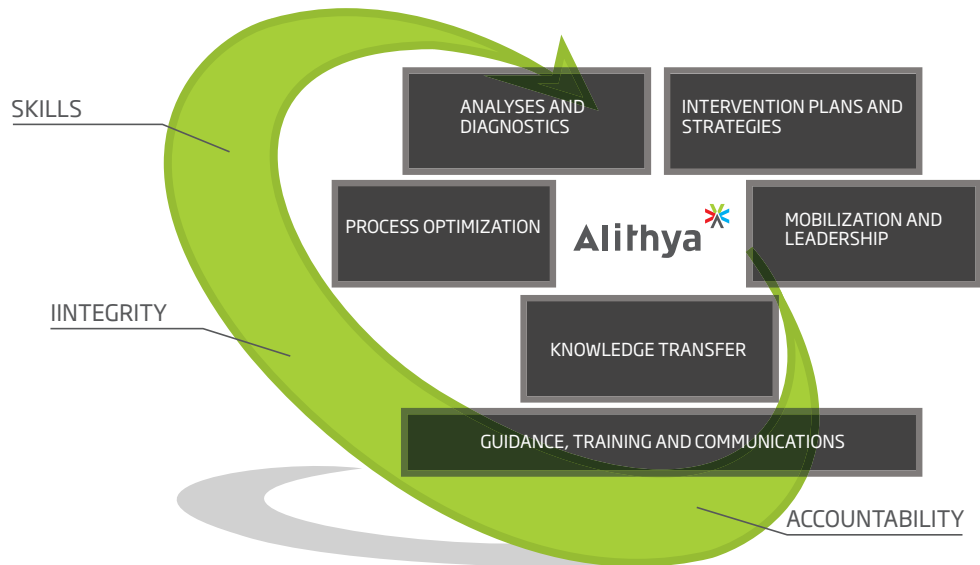 SKILLS
ANALYSES AND
DIAGNOSTICS
INTERVENTION PLANS AND
STRATEGIES
PROCESS OPTIMIZATION
Alithya
MOBILIZATION AND
LEADERSHIP
IINTEGRITY
KNOWLEDGE TRANSFER
GUIDANCE, TRAINING AND COMMUNICATIONS
ACCOUNTABILITY